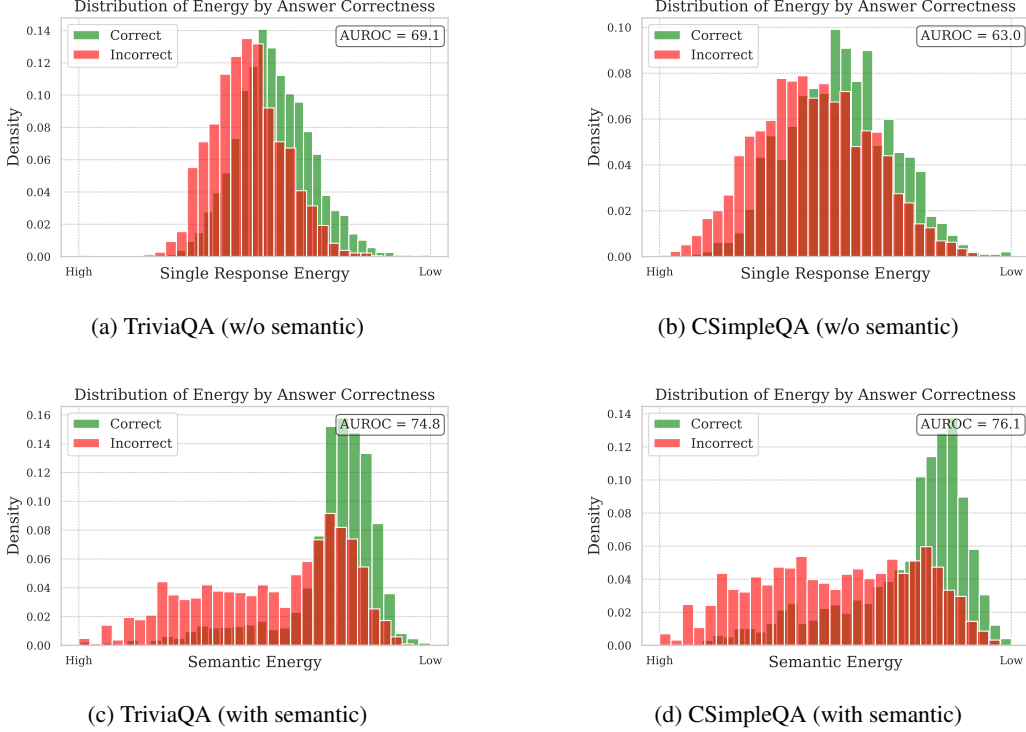 Distribution of Energy by Answer Correctness
Correct
Incorrect
AUROC = 69.1
0.14
0.12
0.10
0.08
0.06
0.04
0.02
0.00
Density
High
Single Response Energy
Low
(a) TriviaQA (w/o semantic)
Distribution of Energy by Answer Correctness
Correct
Incorrect
AUROC = 63.0
0.10
0.08
0.06
0.04
0.02
0.00
Density
High
Single Response Energy
Low
(b) CSimpleQA (w/o semantic)
Distribution of Energy by Answer Correctness
Correct
Incorrect
AUROC = 74.8
0.16
0.14
0.12
0.10
0.08
0.06
0.04
0.02
0.00
Density
High
Semantic Energy
Low
(c) TriviaQA (with semantic)
Distribution of Energy by Answer Correctness
Correct
Incorrect
AUROC = 76.1
0.14
0.12
0.10
0.08
0.06
0.04
0.02
0.00
Density
High
Semantic Energy
Low
(d) CSimpleQA (with semantic)